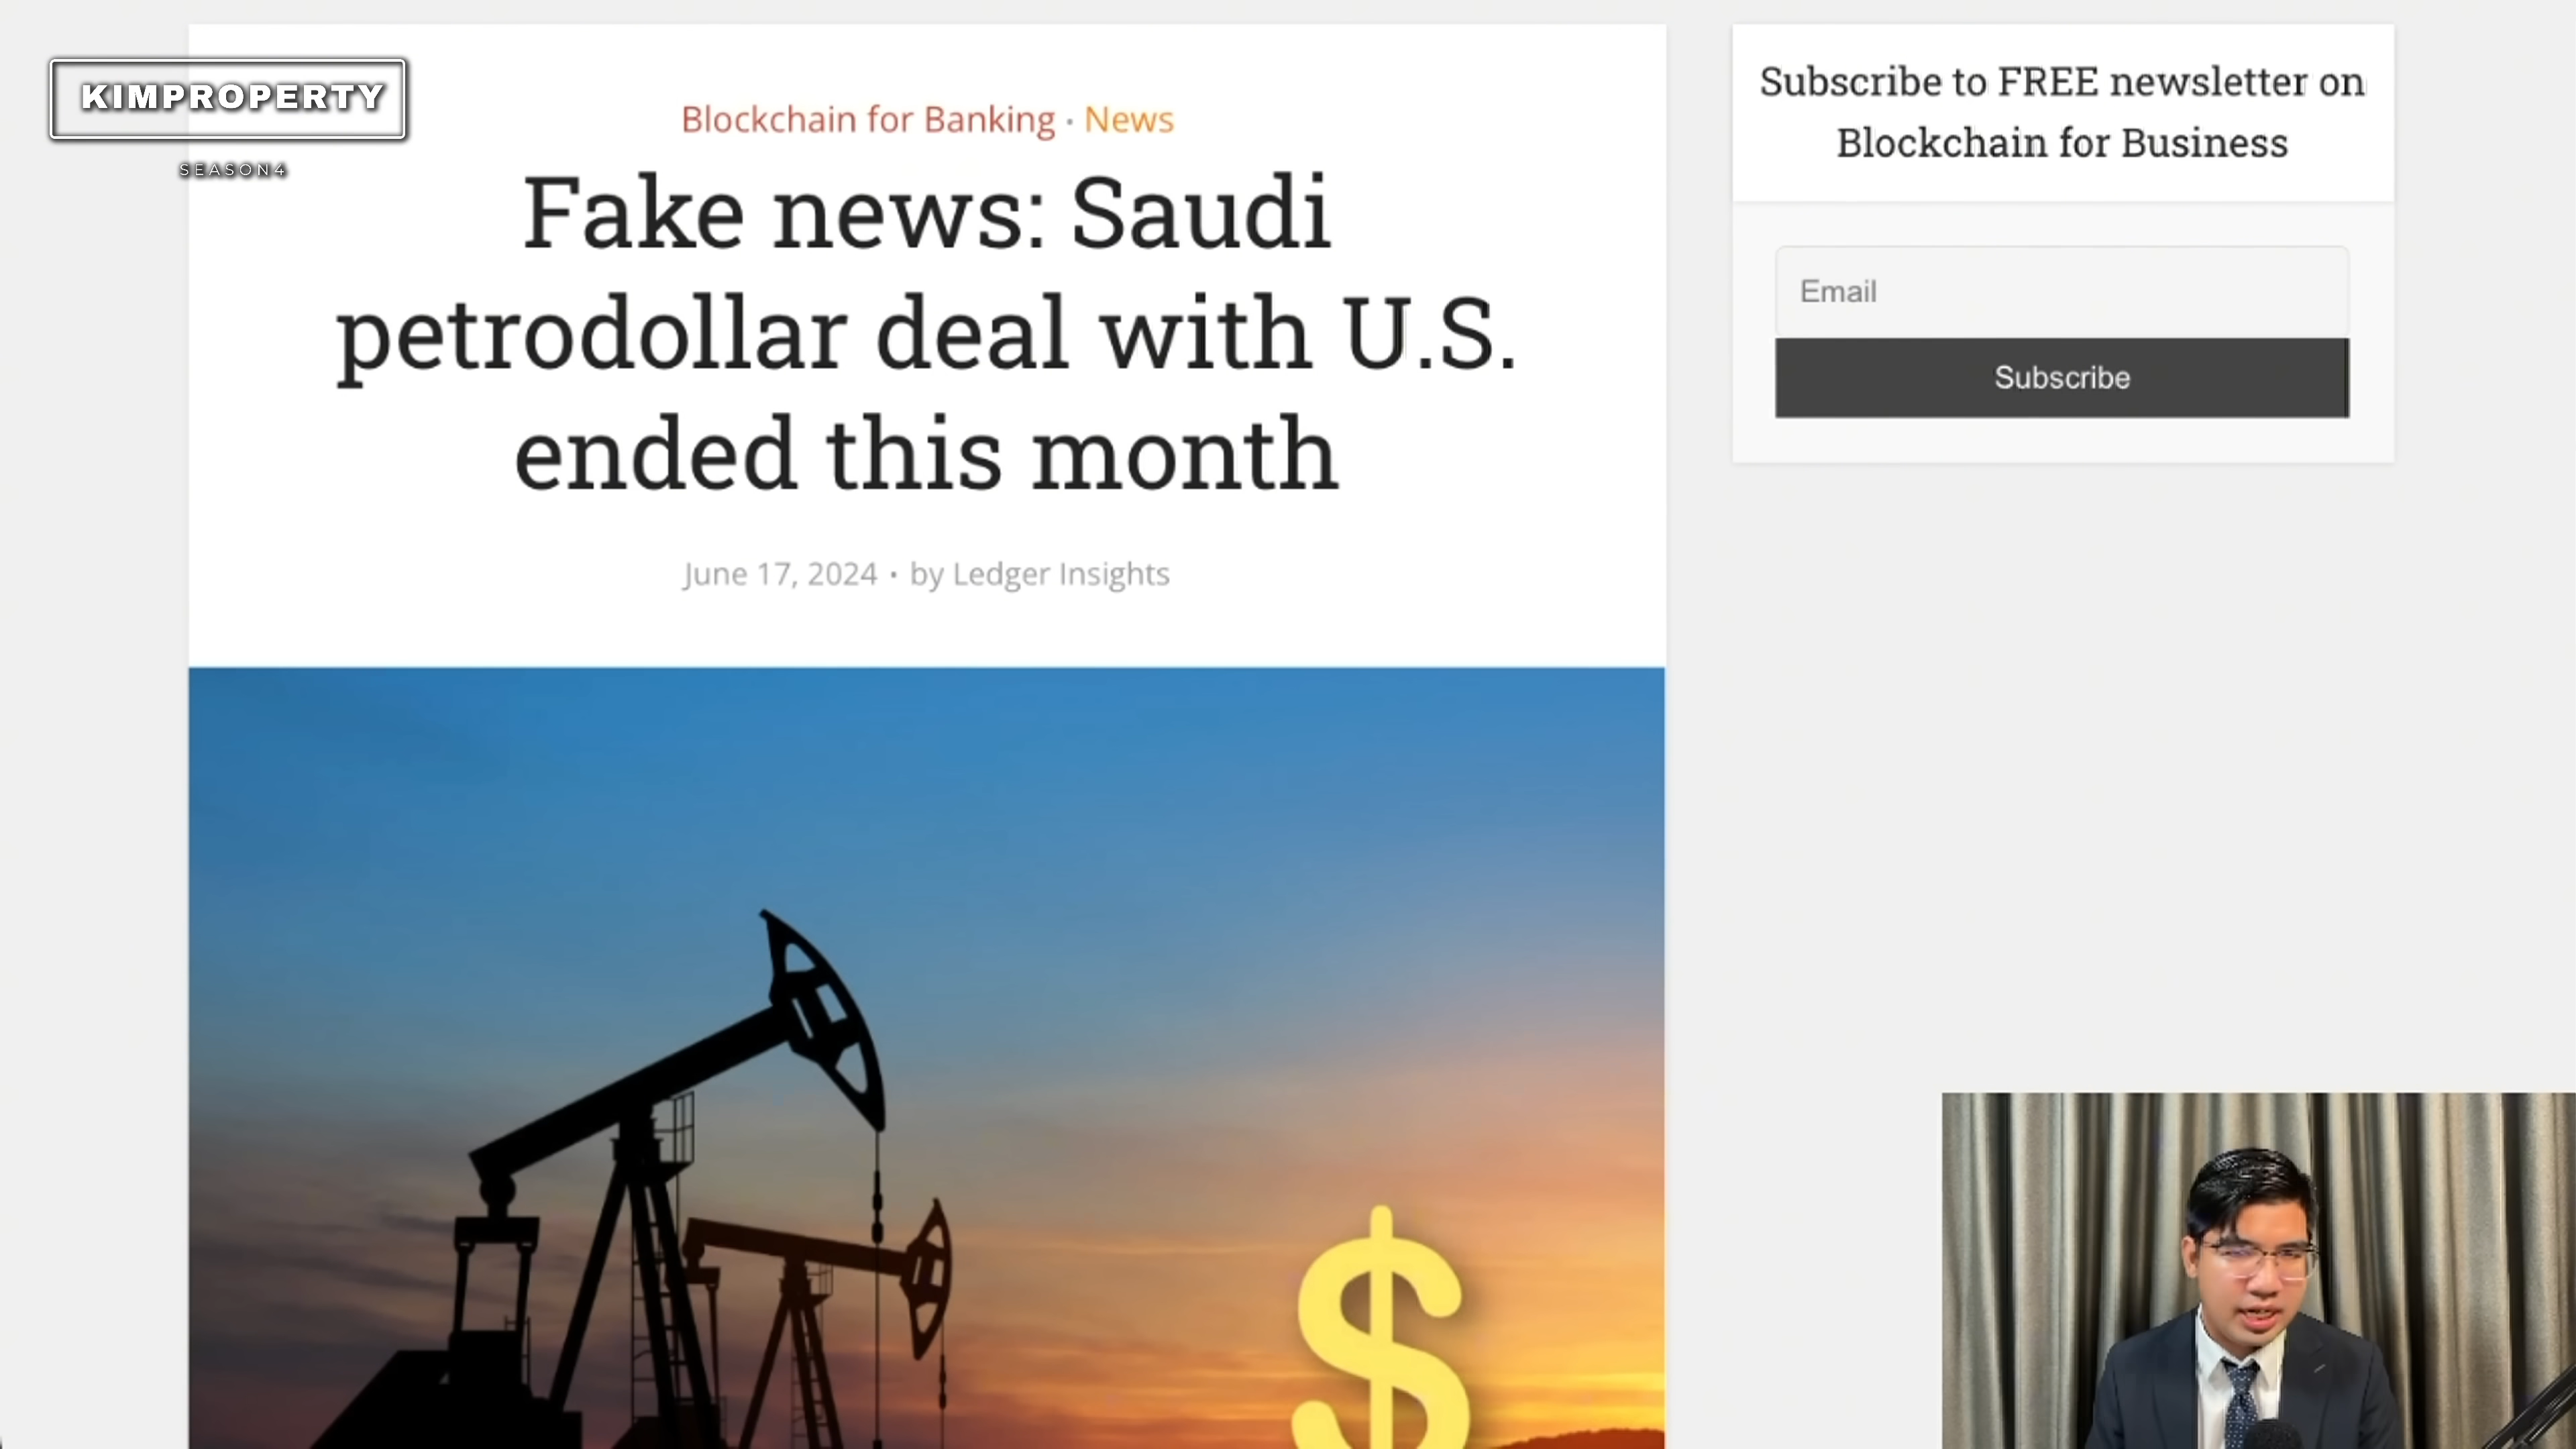 KIMPROPERTY
SEASON4
Blockchain for Banking • News
Fake news: Saudi
petrodollar deal with U.S.
ended this month
June 17, 2024 • by Ledger Insights
$
Subscribe to FREE newsletter on
Blockchain for Business
Email
Subscribe